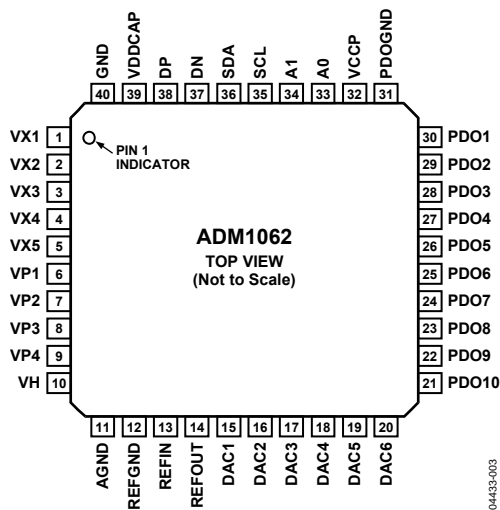 GND
VDDCAP
DP
DN
SDA
SCL
A1
A0
VCCP
PDOGND
40
39
38
37
36
35
34
33
32
31
VX1 1
VX2 2
VX3 3
VX4 4
VX5 5
VP1 6
VP2 7
VP3 8
VP4 9
VH 10
PIN 1
INDICATOR
ADM1062
TOP VIEW
(Not to Scale)
30 PDO1
29 PDO2
28 PDO3
27 PDO4
26 PDO5
25 PDO6
24 PDO7
23 PDO8
22 PDO9
21 PDO10
11
12
13
14
15
16
17
18
19
20
AGND
REFGND
REFIN
REFOUT
DAC1
DAC2
DAC3
DAC4
DAC5
DAC6
04433-003